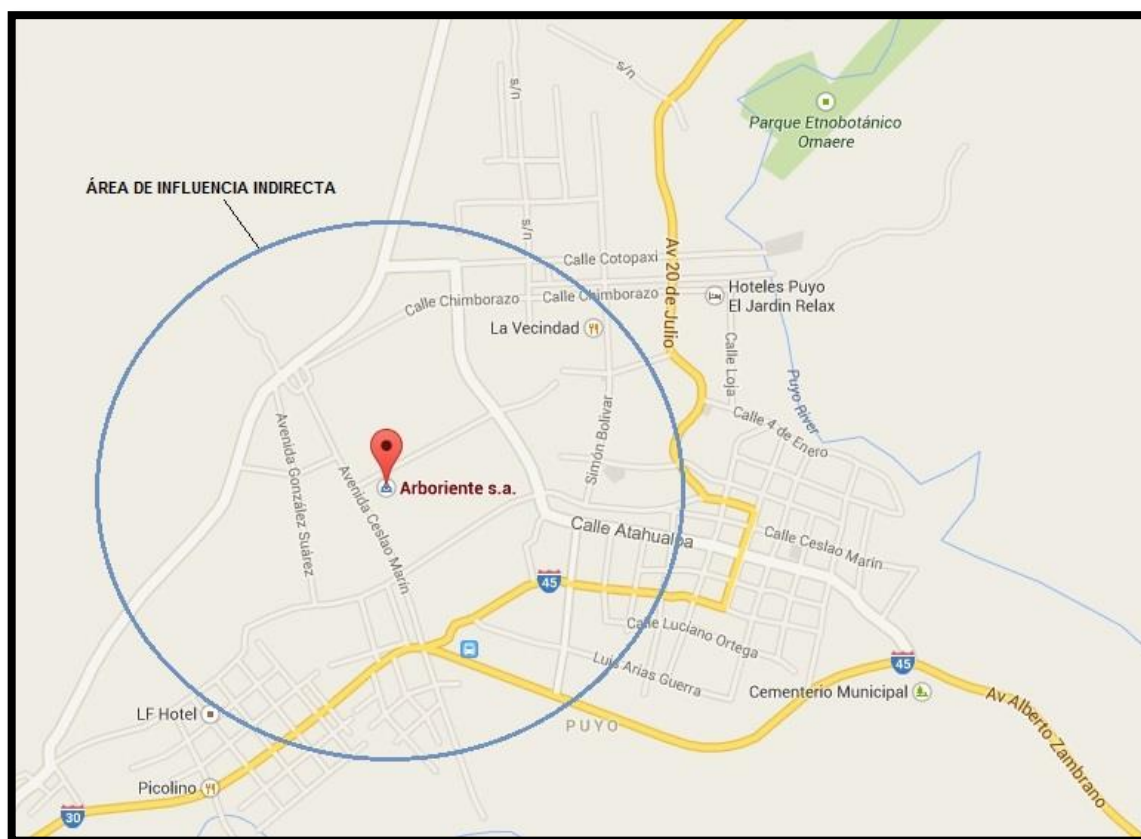 s/n
s/n
Parque Etnobotánico
Omaere
ÁREA DE INFLUENCIA INDIRECTA
s/n
Av 20 de Julio
Calle Cotopaxi
Calle Chimborazo
Calle Chimborazo
Hoteles Puyo
El Jardin Relax
La Vecindad
Calle Loja
Puyo River
Calle 4 de Enero
Simón Bolívar
Avenida González Suárez
Avenida Ceslao Marín
Arboriente s.a.
Calle Atahualpa
Calle Ceslao Marín
45
Calle Luciano Ortega
Luis Arias Guerra
45
Cementerio Municipal
Av Alberto Zambrano
LF Hotel
PUYO
Picolino
30